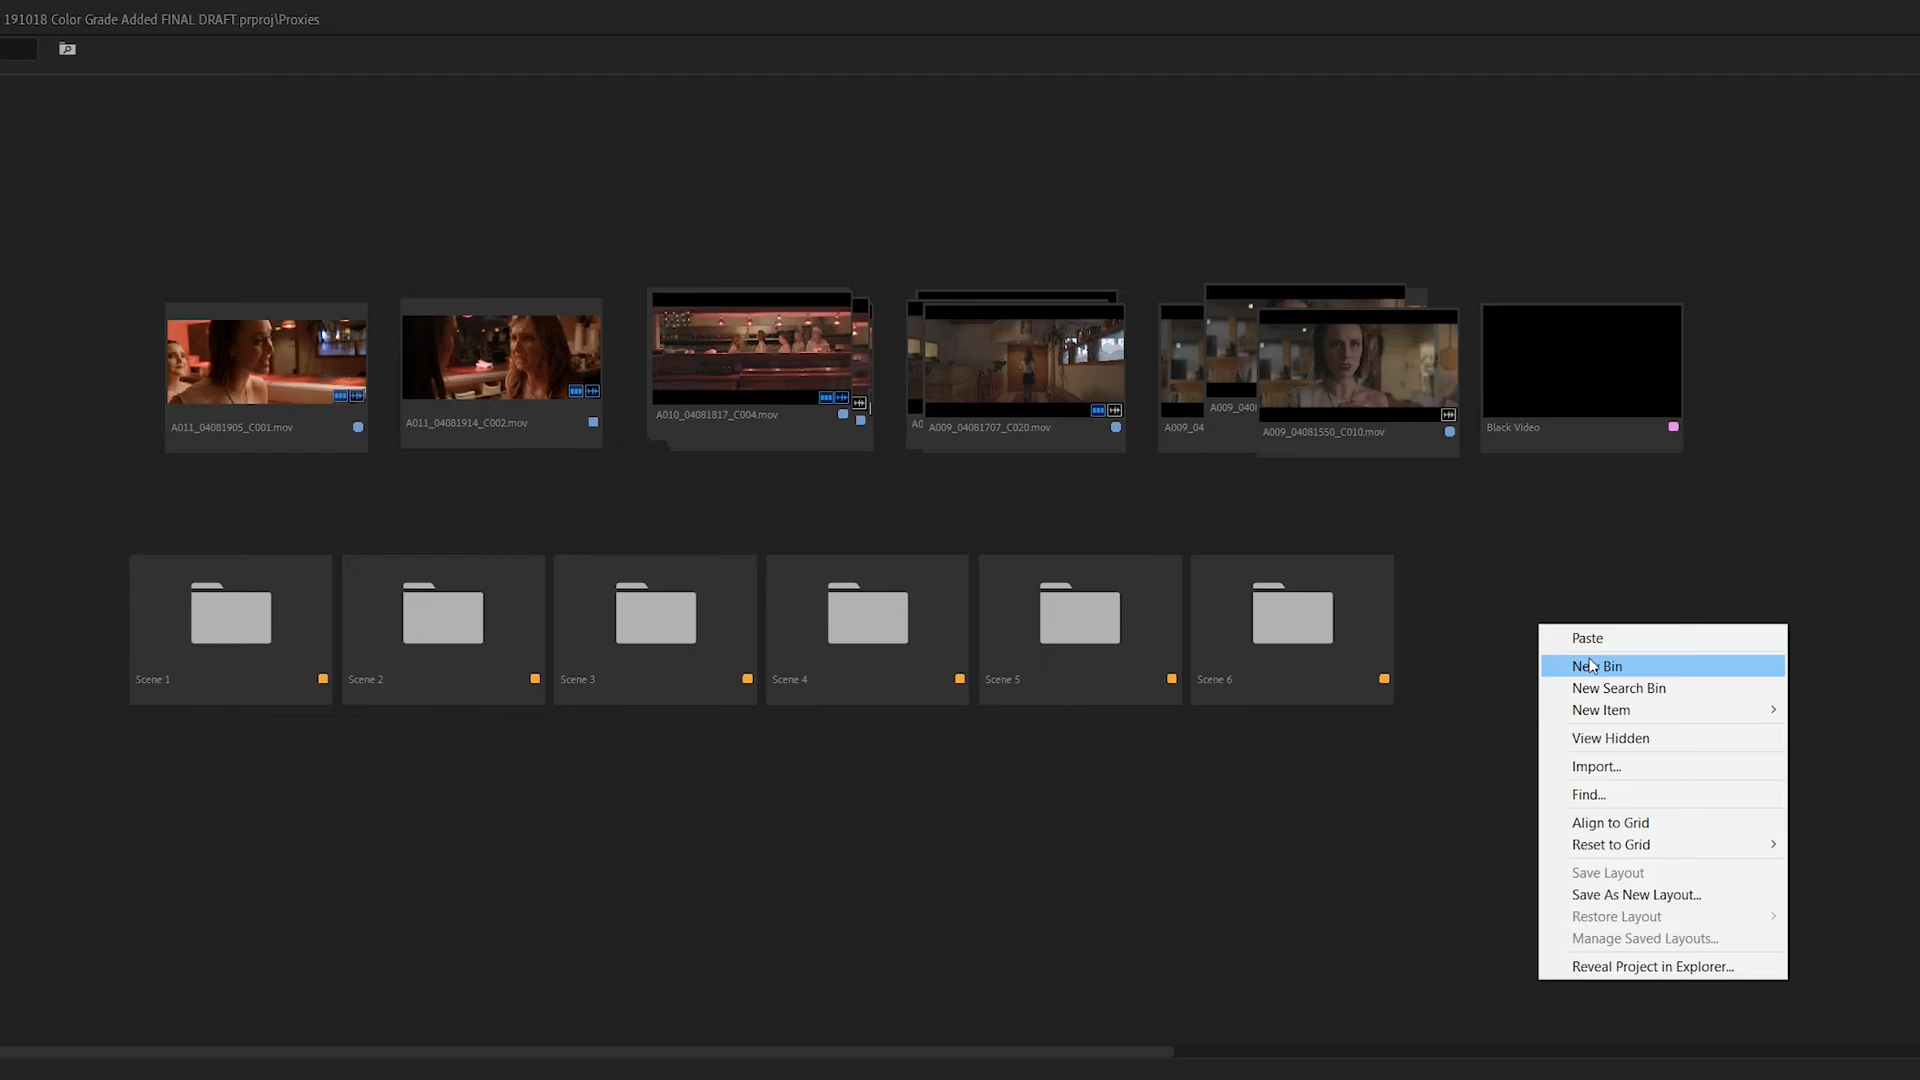 191018 Color Grade Added FINAL DRAFT.prproj\Proxies
A011_04081905_C001.mov
A011_04081914_C002.mov
A010_04081817_C004.mov
A0
A009_04081707_C020.mov
A009_04
A009_040
A009_04081550_C010.mov
Black Video
Scene 1
Scene 2
Scene 3
Scene 4
Scene 5
Scene 6
Paste
New Bin
New Search Bin
New Item
View Hidden
Import...
Find...
Align to Grid
Reset to Grid
Save Layout
Save As New Layout...
Restore Layout
Manage Saved Layouts...
Reveal Project in Explorer...